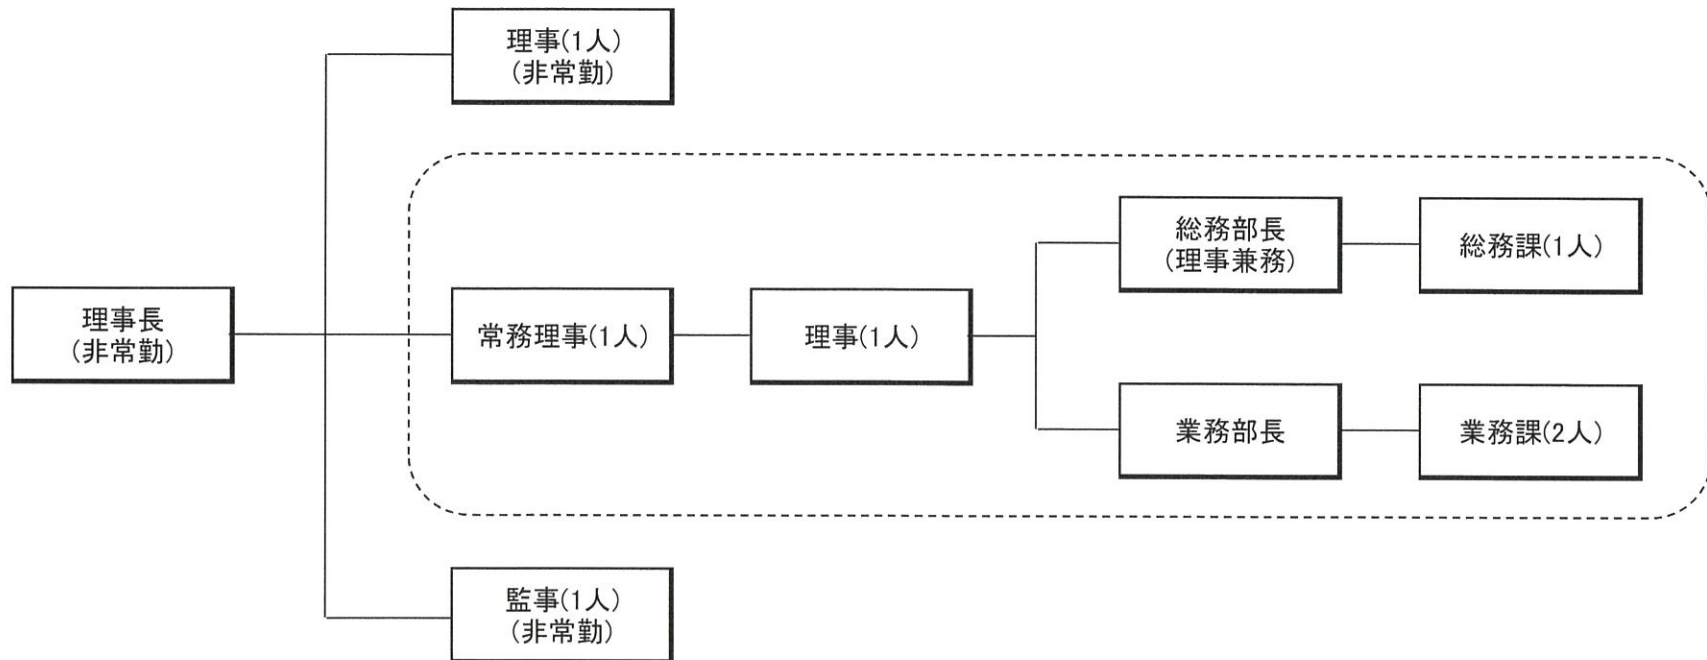 理事(1人)
(非常勤)
総務部長
(理事兼務)
総務課(1人)
理事長
(非常勤)
常務理事(1人)
理事(1人)
業務部長
業務課(2人)
監事(1人)
(非常勤)